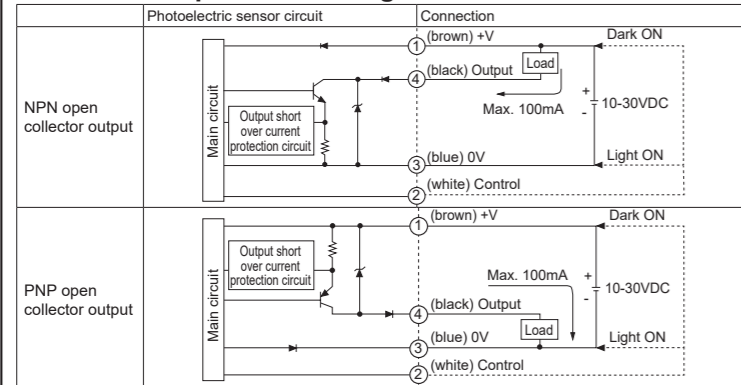 Photoelectric sensor circuit
Connection
NPN open
collector output
Main circuit
Output short
over current
protection circuit
1
(brown) +V
Dark ON
4
(black) Output
Load
Max. 100mA
+
-
10-30VDC
3
(blue) 0V
Light ON
2
(white) Control
PNP open
collector output
Main circuit
Output short
over current
protection circuit
1
(brown) +V
Dark ON
Max. 100mA
+
-
10-30VDC
4
(black) Output
Load
3
(blue) 0V
Light ON
2
(white) Control